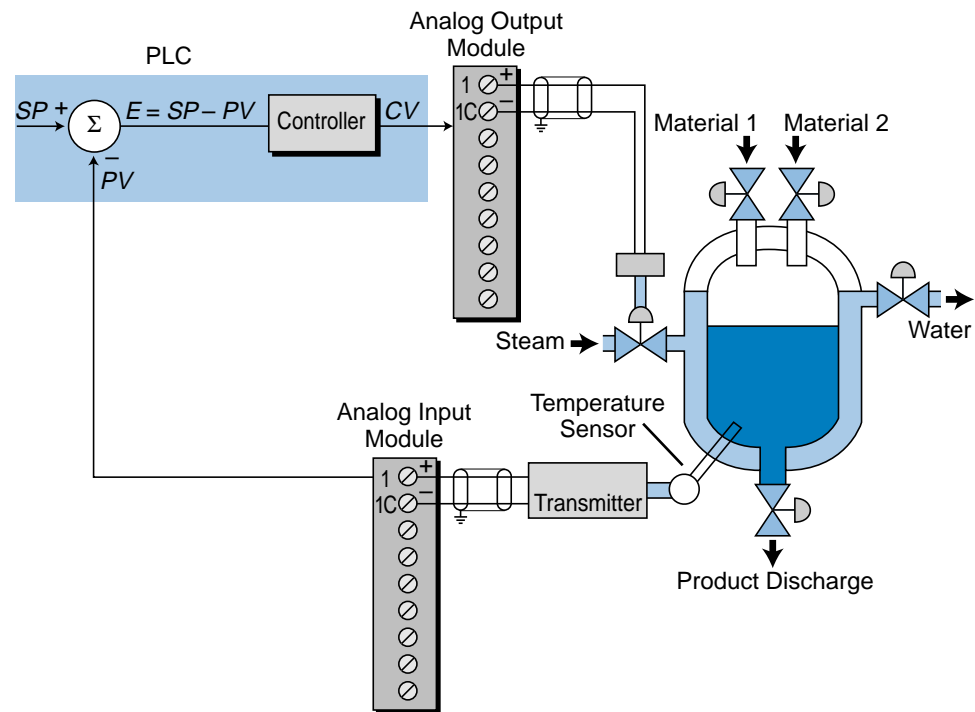 Analog Output
Module
PLC
1 +
1C –
SP +
Σ
E = SP – PV
Controller
CV
–
PV
Material 1
Material 2
Steam
Water
Temperature
Sensor
Analog Input
Module
1 +
1C –
Transmitter
Product Discharge